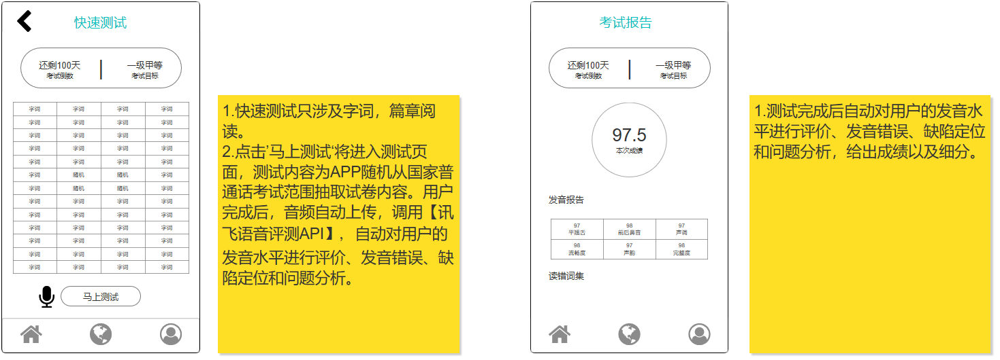 快速测试
还剩100天
考试倒数
一级甲等
考试目标
字词 字词 字词 字词
字词 字词 字词 字词
字词 字词 字词 字词
字词 字词 字词 字词
字词 字词 字词 字词
字词 随机 随机 字词
字词 随机 随机 字词
字词 字词 字词 字词
字词 字词 字词 字词
字词 字词 字词 字词
字词 字词 字词 字词
字词 字词 字词 字词
字词 字词 字词 字词
马上测试
1.快速测试只涉及字词，篇章阅
读。
2.点击’马上测试‘将进入测试页
面，测试内容为APP随机从国家普
通话考试范围抽取试卷内容。用户
完成后，音频自动上传，调用【讯
飞语音评测API】，自动对用户的
发音水平进行评价、发音错误、缺
陷定位和问题分析。
考试报告
还剩100天
考试倒数
一级甲等
考试目标
97.5
本次成绩
发音报告
97 98 97
平翘舌 前后鼻音 声调
98 97 98
流畅度 声韵 完整度
读错词集
1.测试完成后自动对用户的发音水
平进行评价、发音错误、缺陷定位
和问题分析，给出成绩以及细分。